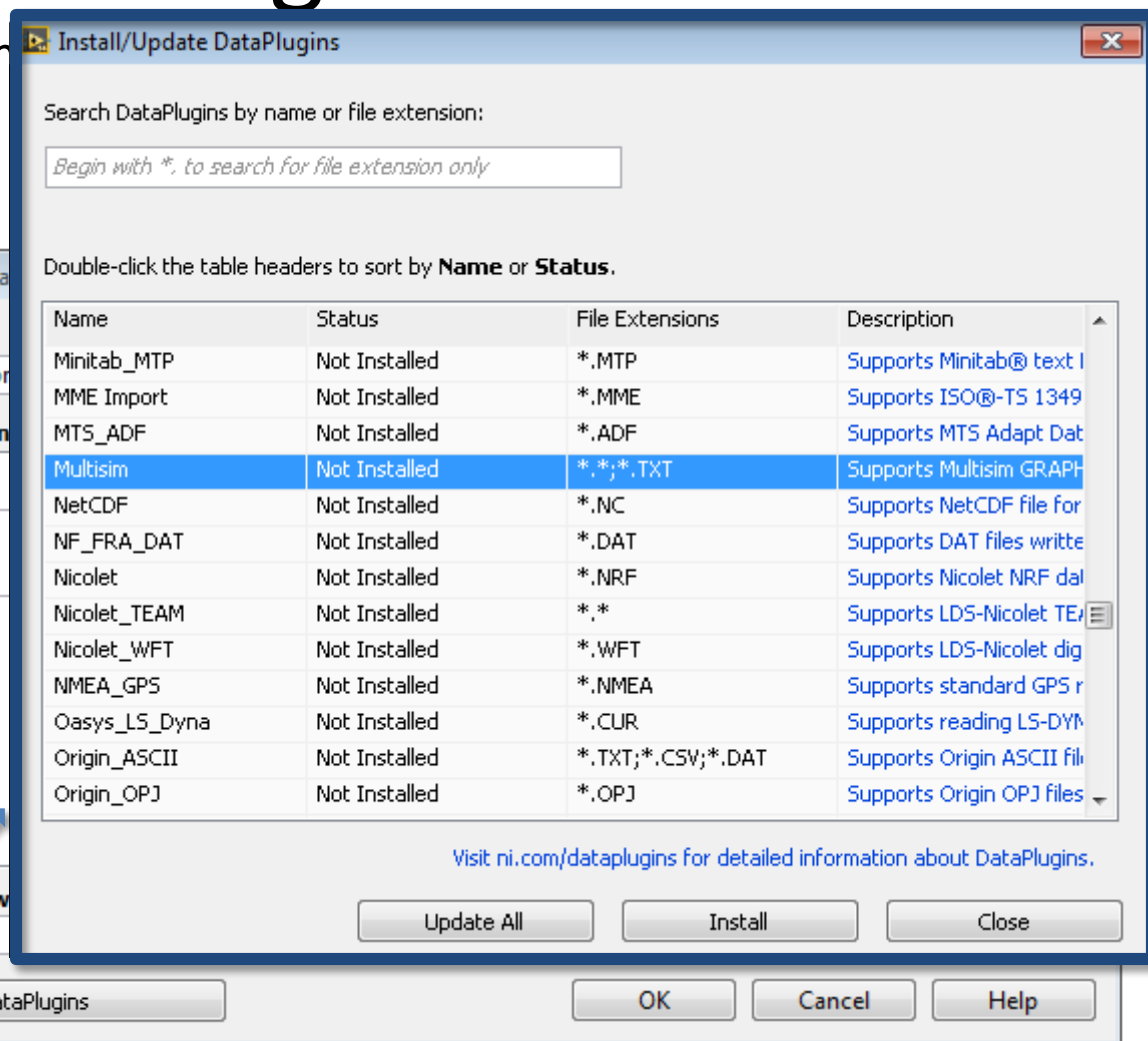 Install/Update DataPlugins
Search DataPlugins by name or file extension:
Begin with *. to search for file extension only
Double-click the table headers to sort by Name or Status.
Name Status File Extensions Description
Minitab_MTP Not Installed *.MTP Supports Minitab® text
MME Import Not Installed *.MME Supports ISO®-TS 1349
MTS_ADF Not Installed *.ADF Supports MTS Adapt Dat
Multisim Not Installed *.*;*.TXT Supports Multisim GRAPH
NetCDF Not Installed *.NC Supports NetCDF file for
NF_FRA_DAT Not Installed *.DAT Supports DAT files writte
Nicolet Not Installed *.NRF Supports Nicolet NRF dat
Nicolet_TEAM Not Installed *.* Supports LDS-Nicolet TEA
Nicolet_WFT Not Installed *.WFT Supports LDS-Nicolet dig
NMEA_GPS Not Installed *.NMEA Supports standard GPS r
Oasys_LS_Dyna Not Installed *.CUR Supports reading LS-DYN
Origin_ASCII Not Installed *.TXT;*.CSV;*.DAT Supports Origin ASCII file
Origin_OPJ Not Installed *.OPJ Supports Origin OPJ files
Visit ni.com/dataplugins for detailed information about DataPlugins.
Update All Install Close
taPlugins OK Cancel Help